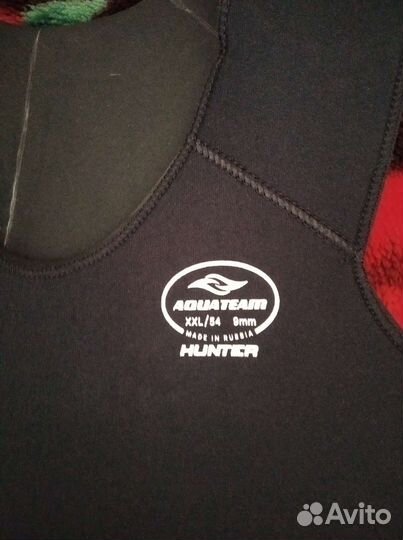 AQUATEAM
XXL/54 9mm
MADE IN RUSSIA
HUNTER
Avito